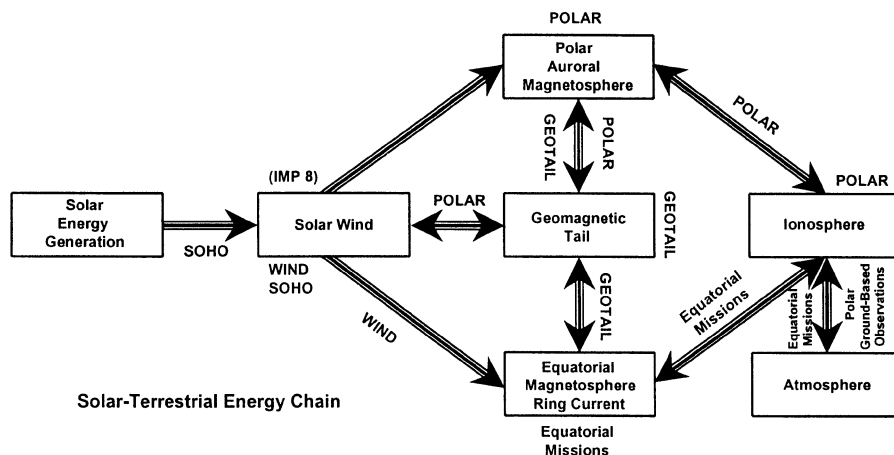 POLAR
Polar
Auroral
Magnetosphere
POLAR
GEOTAIL
POLAR
(IMP 8)
POLAR
Solar
Energy
Generation
SOHO
Solar Wind
POLAR
Geomagnetic
Tail
GEOTAIL
Ionosphere
WIND
SOHO
WIND
GEOTAIL
Equatorial
Missions
Equatorial
Missions
Polar
Ground-Based
Observations
Equatorial
Magnetosphere
Ring Current
Atmosphere
Solar-Terrestrial Energy Chain
Equatorial
Missions